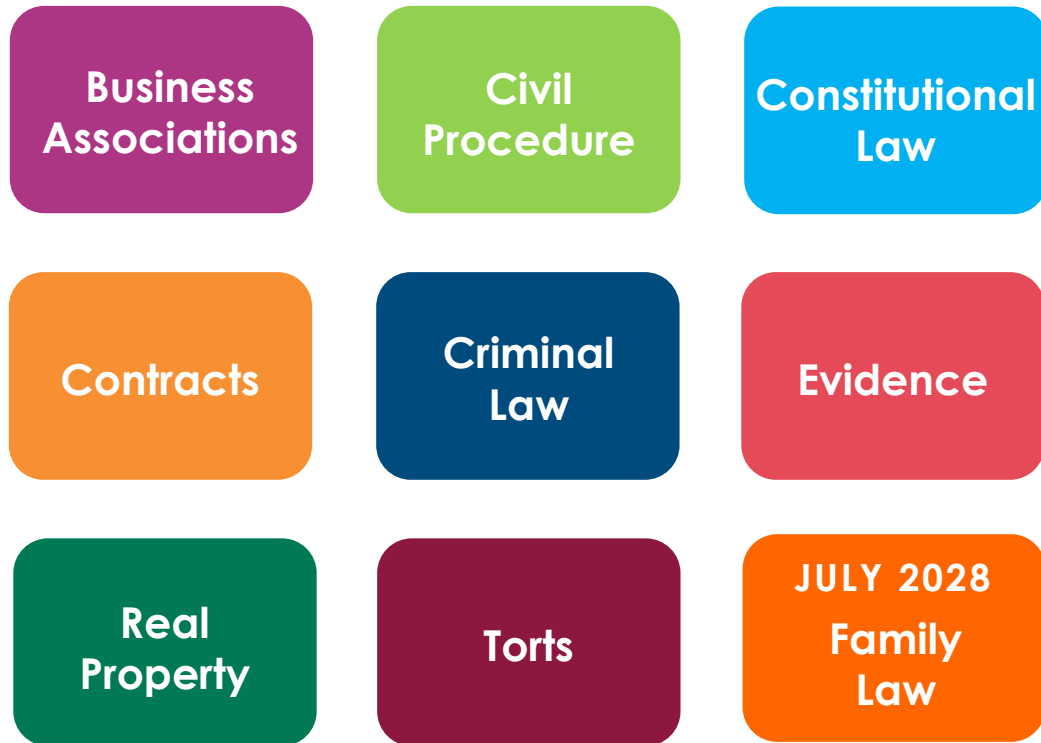 Business
Associations
Civil
Procedure
Constitutional
Law
Contracts
Criminal
Law
Evidence
Real
Property
Torts
JULY 2028
Family
Law